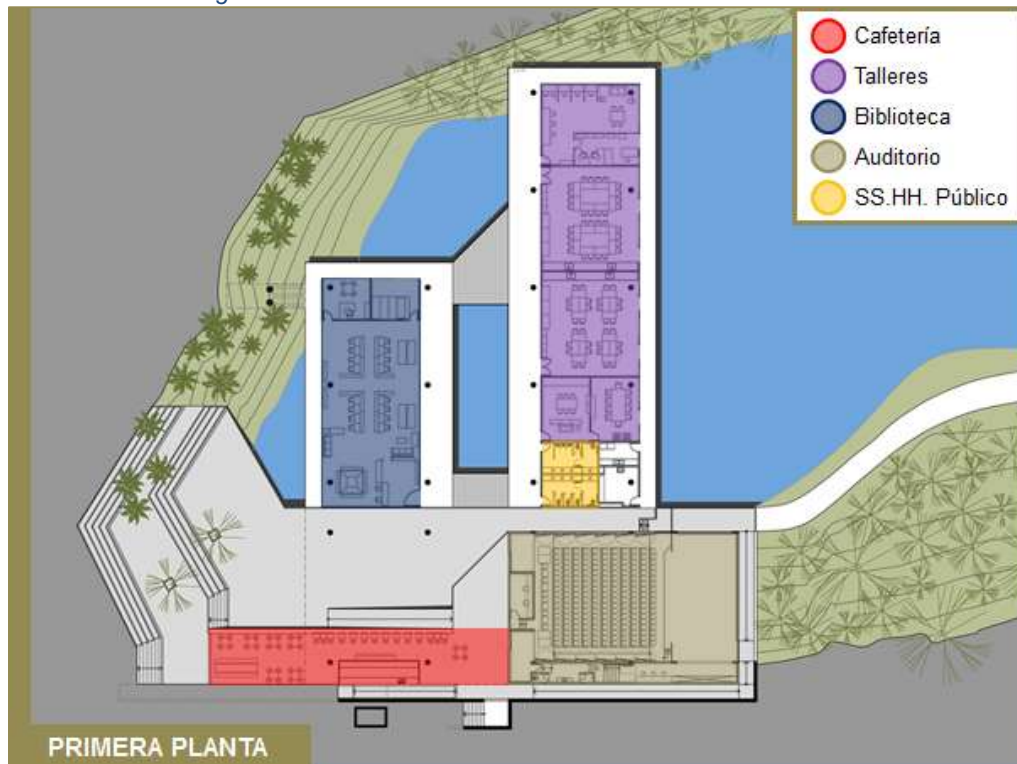 Cafetería
Talleres
Biblioteca
Auditorio
SS.HH. Público
PRIMERA PLANTA